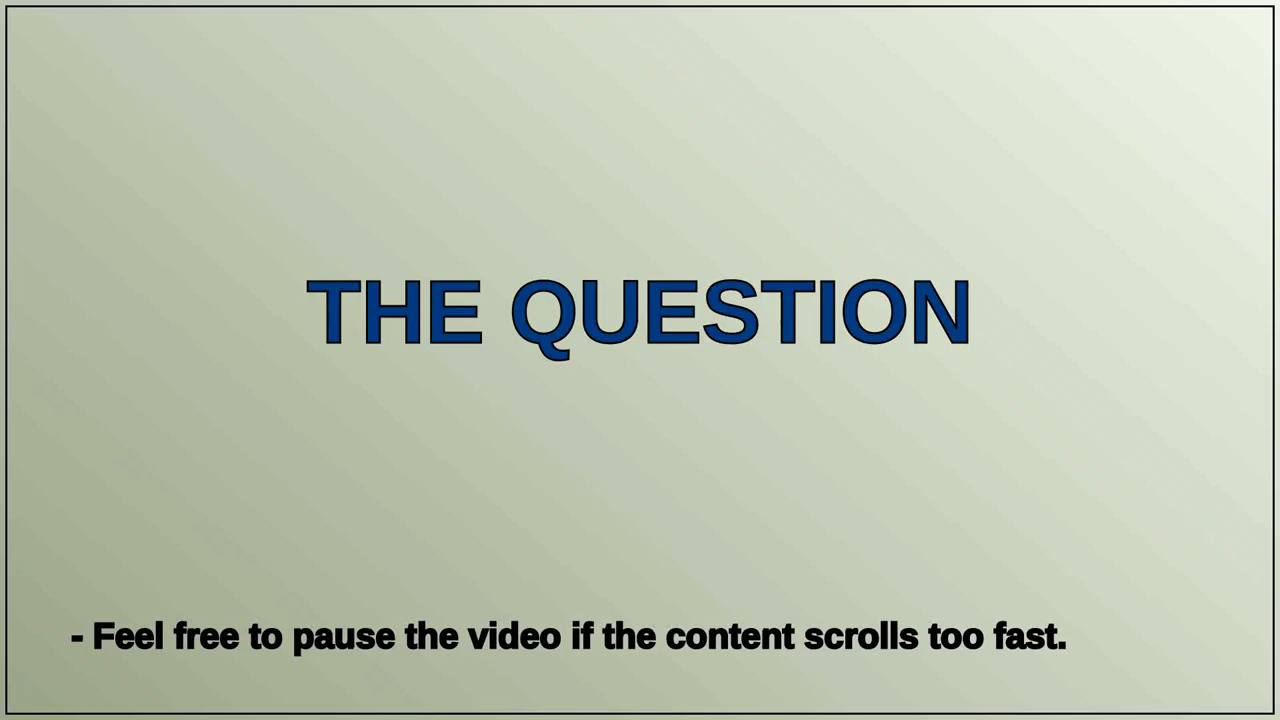 THE QUESTION
- Feel free to pause the video if the content scrolls too fast.